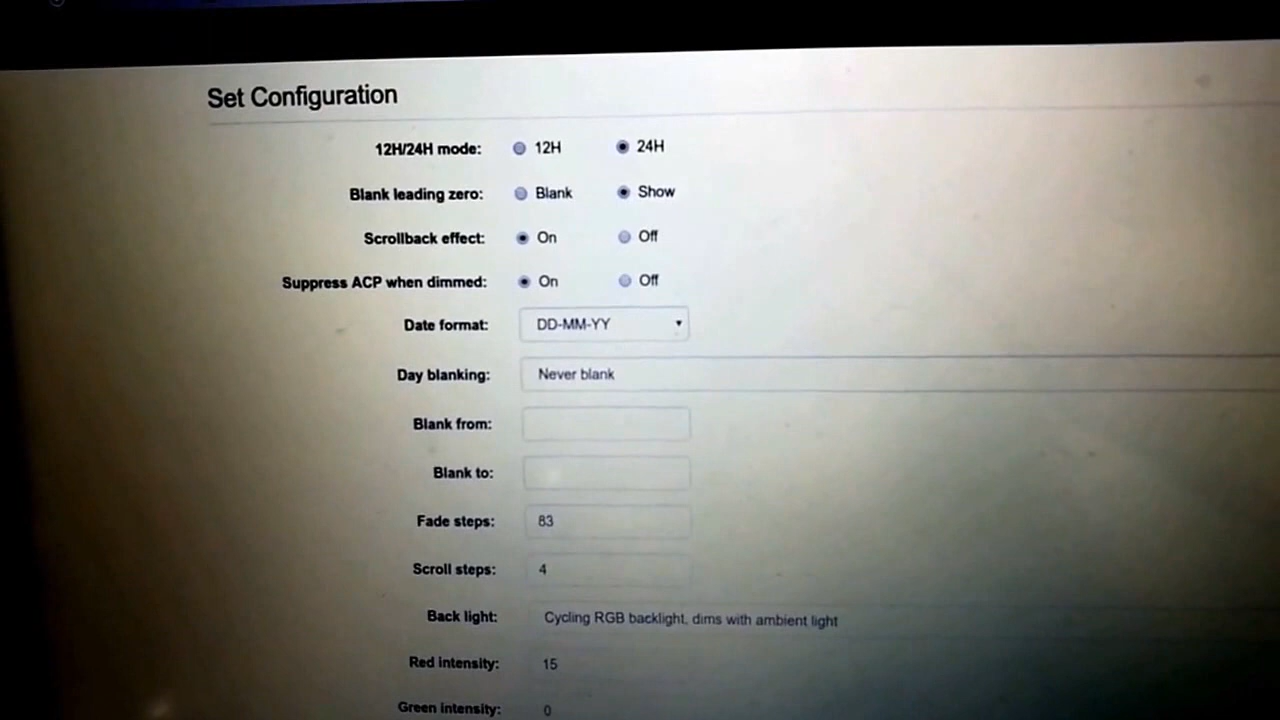 Set Configuration
12H/24H mode: 12H 24H
Blank leading zero: Blank Show
Scrollback effect: On Off
Suppress ACP when dimmed: On Off
Date format: DD-MM-YY
Day blanking: Never blank
Blank from:
Blank to:
Fade steps: 83
Scroll steps: 4
Back light: Cycling RGB backlight, dims with ambient light
Red intensity: 15
Green intensity: 0